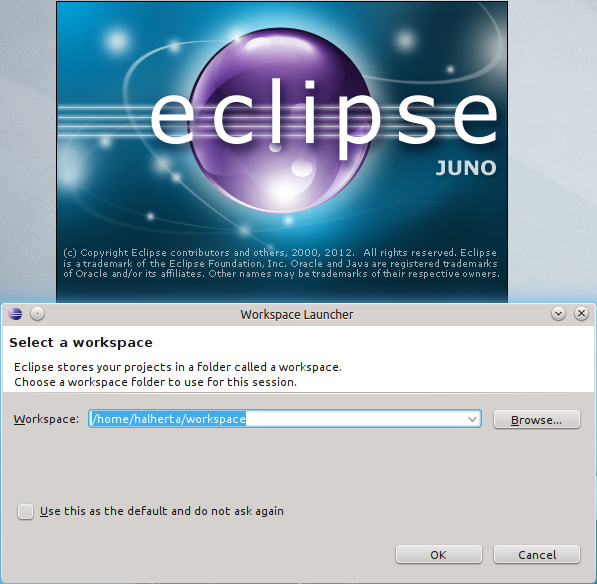 eclipse
JUNO
(c) Copyright Eclipse contributors and others, 2000, 2012. All rights reserved. Eclipse
is a trademark of the Eclipse Foundation, Inc. Oracle and Java are registered trademarks
of Oracle and/or its affiliates. Other names may be trademarks of their respective owners.
Workspace Launcher
Select a workspace
Eclipse stores your projects in a folder called a workspace.
Choose a workspace folder to use for this session.
Workspace: /home/halherta/workspace Browse...
Use this as the default and do not ask again
OK Cancel